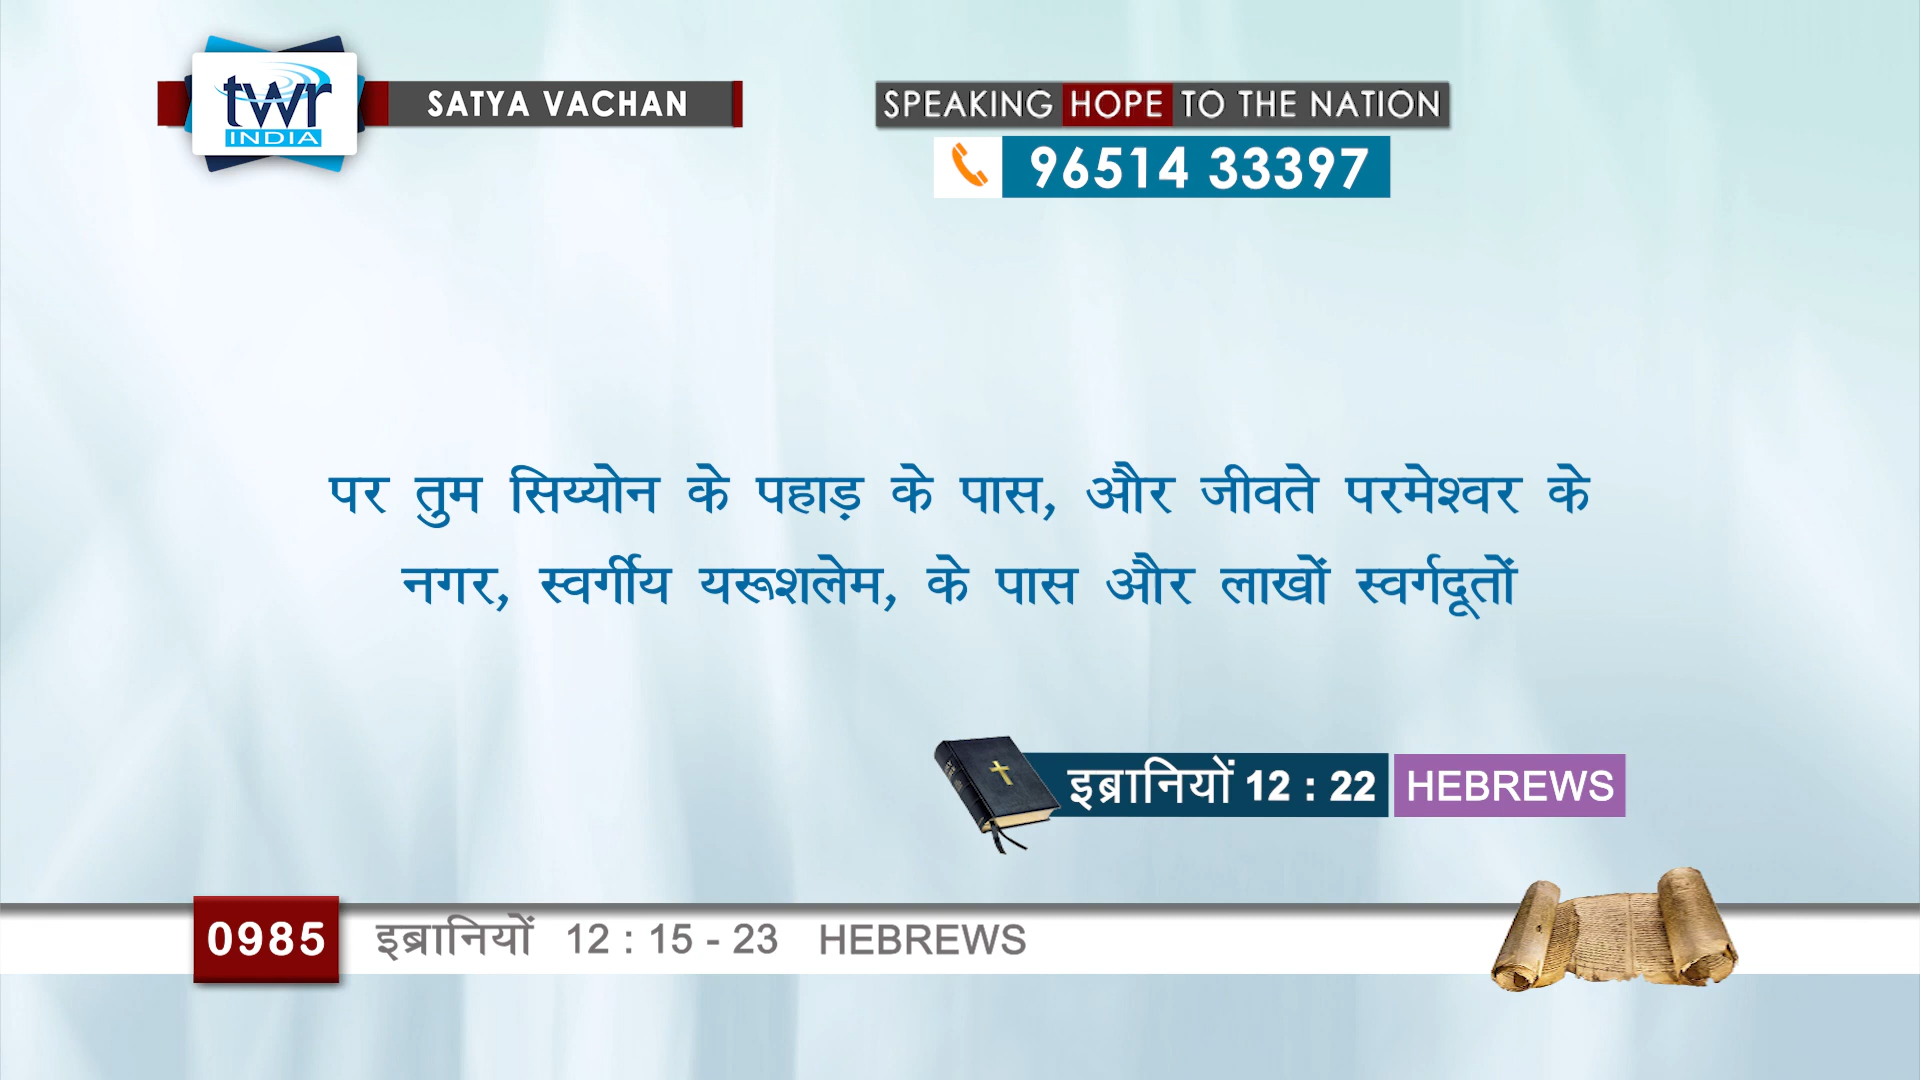 twr
INDIA
SATYA VACHAN
SPEAKING HOPE TO THE NATION
96514 33397
पर तुम सिय्योन के पहाड़ के पास, और जीवते परमेश्वर के
नगर, स्वर्गीय यरूशलेम, के पास और लाखों स्वर्गदूतों
इब्रानियों 12 : 22 HEBREWS
0985 इब्रानियों 12 : 15 - 23 HEBREWS